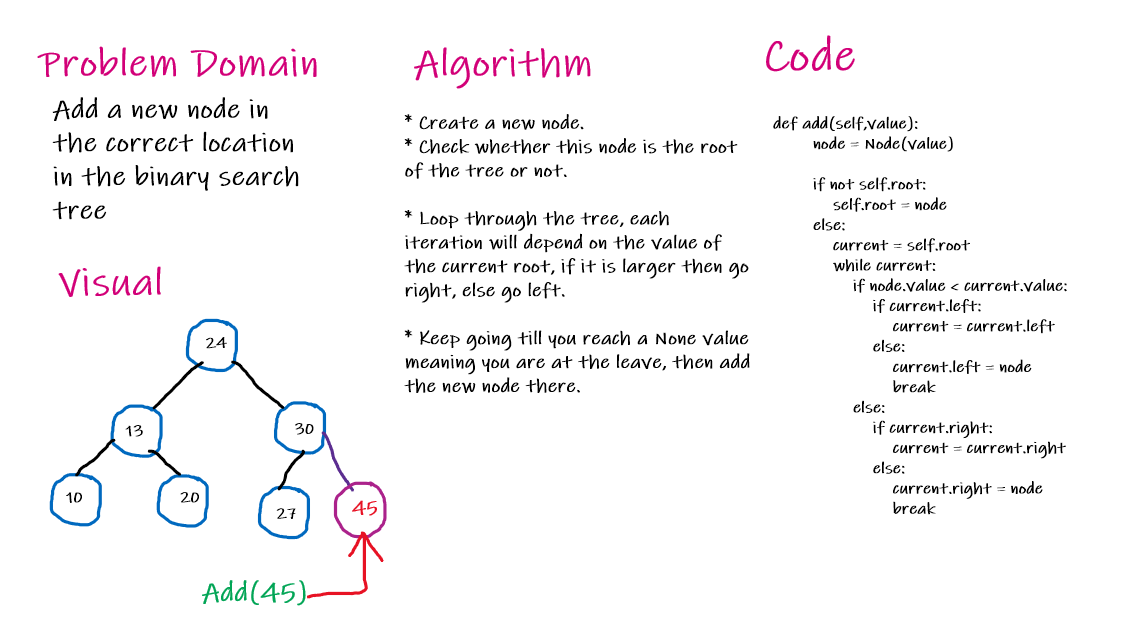 Problem Domain
Add a new node in
the correct location
in the binary search
tree
Visual
24
13
30
10
20
27
45
Add(45)
Algorithm
* Create a new node.
* Check whether this node is the root
of the tree or not.
* Loop through the tree, each
iteration will depend on the value of
the current root, if it is larger then go
right, else go left.
* Keep going till you reach a None value
meaning you are at the leave, then add
the new node there.
Code
def add(self,value):
node = Node(value)
if not self.root:
self.root = node
else:
current = self.root
while current:
if node.value < current.value:
if current.left:
current = current.left
else:
current.left = node
break
else:
if current.right:
current = current.right
else:
current.right = node
break